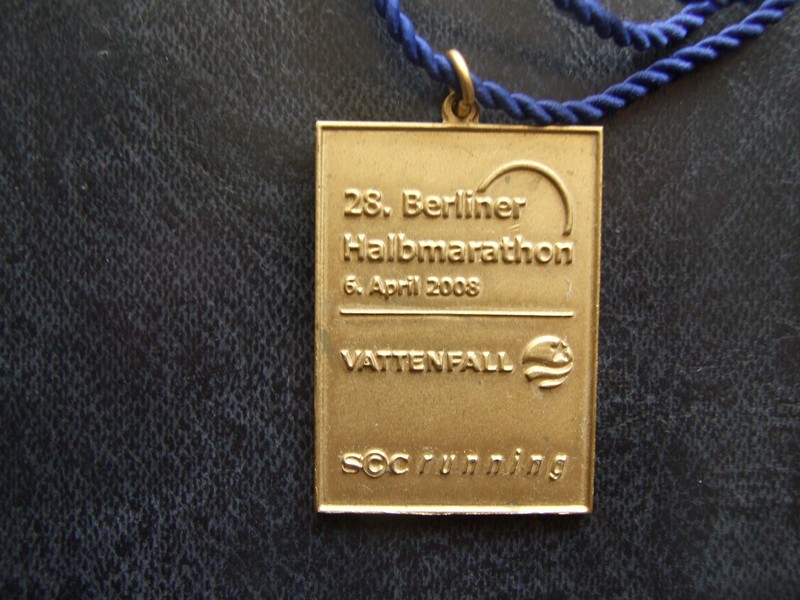 28. Berliner
Halbmarathon
6. April 2008
VATTENFALL
SCC running